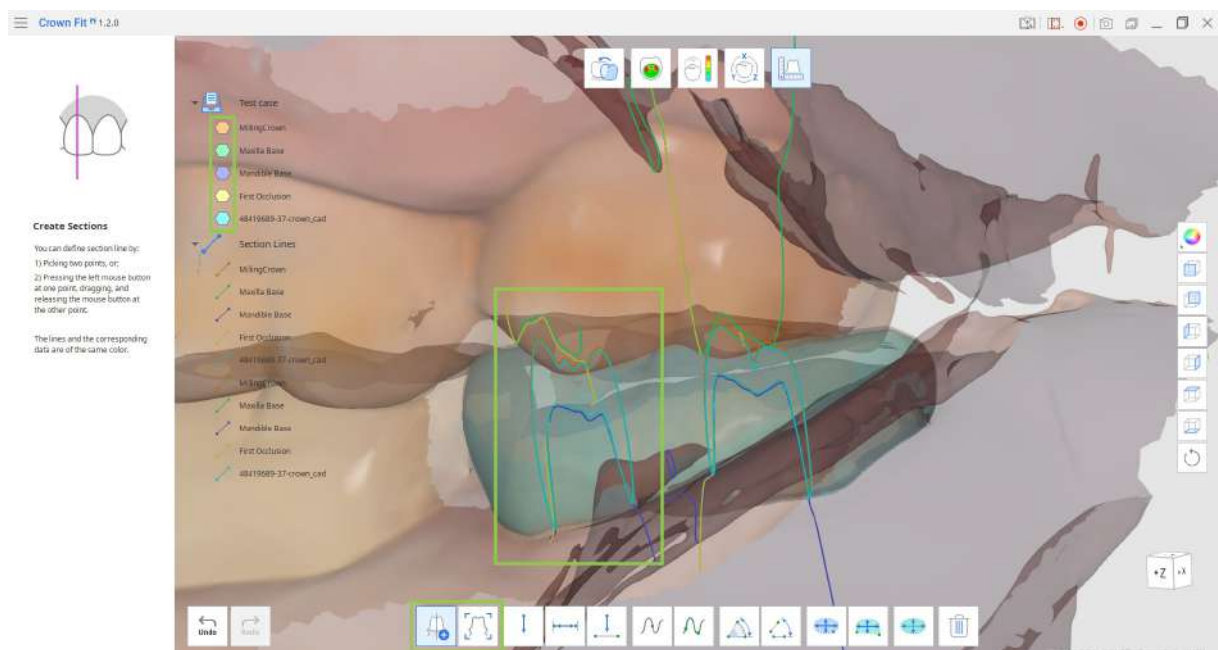 Crown Fit 1.2.0
Create Sections
You can define section line by:
1) Picking two points, or;
2) Pressing the left mouse button
at one point, dragging, and
releasing the mouse button at
the other point.
The lines and the corresponding
data are of the same color.
Test case
MillingCrown
Maxilla Base
Mandible Base
First Occlusion
48419689-37-crown_cad
Section Lines
MillingCrown
Maxilla Base
Mandible Base
First Occlusion
48419689-37-crown_cad
MillingCrown
Maxilla Base
Mandible Base
First Occlusion
48419689-37-crown_cad
X
Y
Z
+Z
+X
Undo
Redo